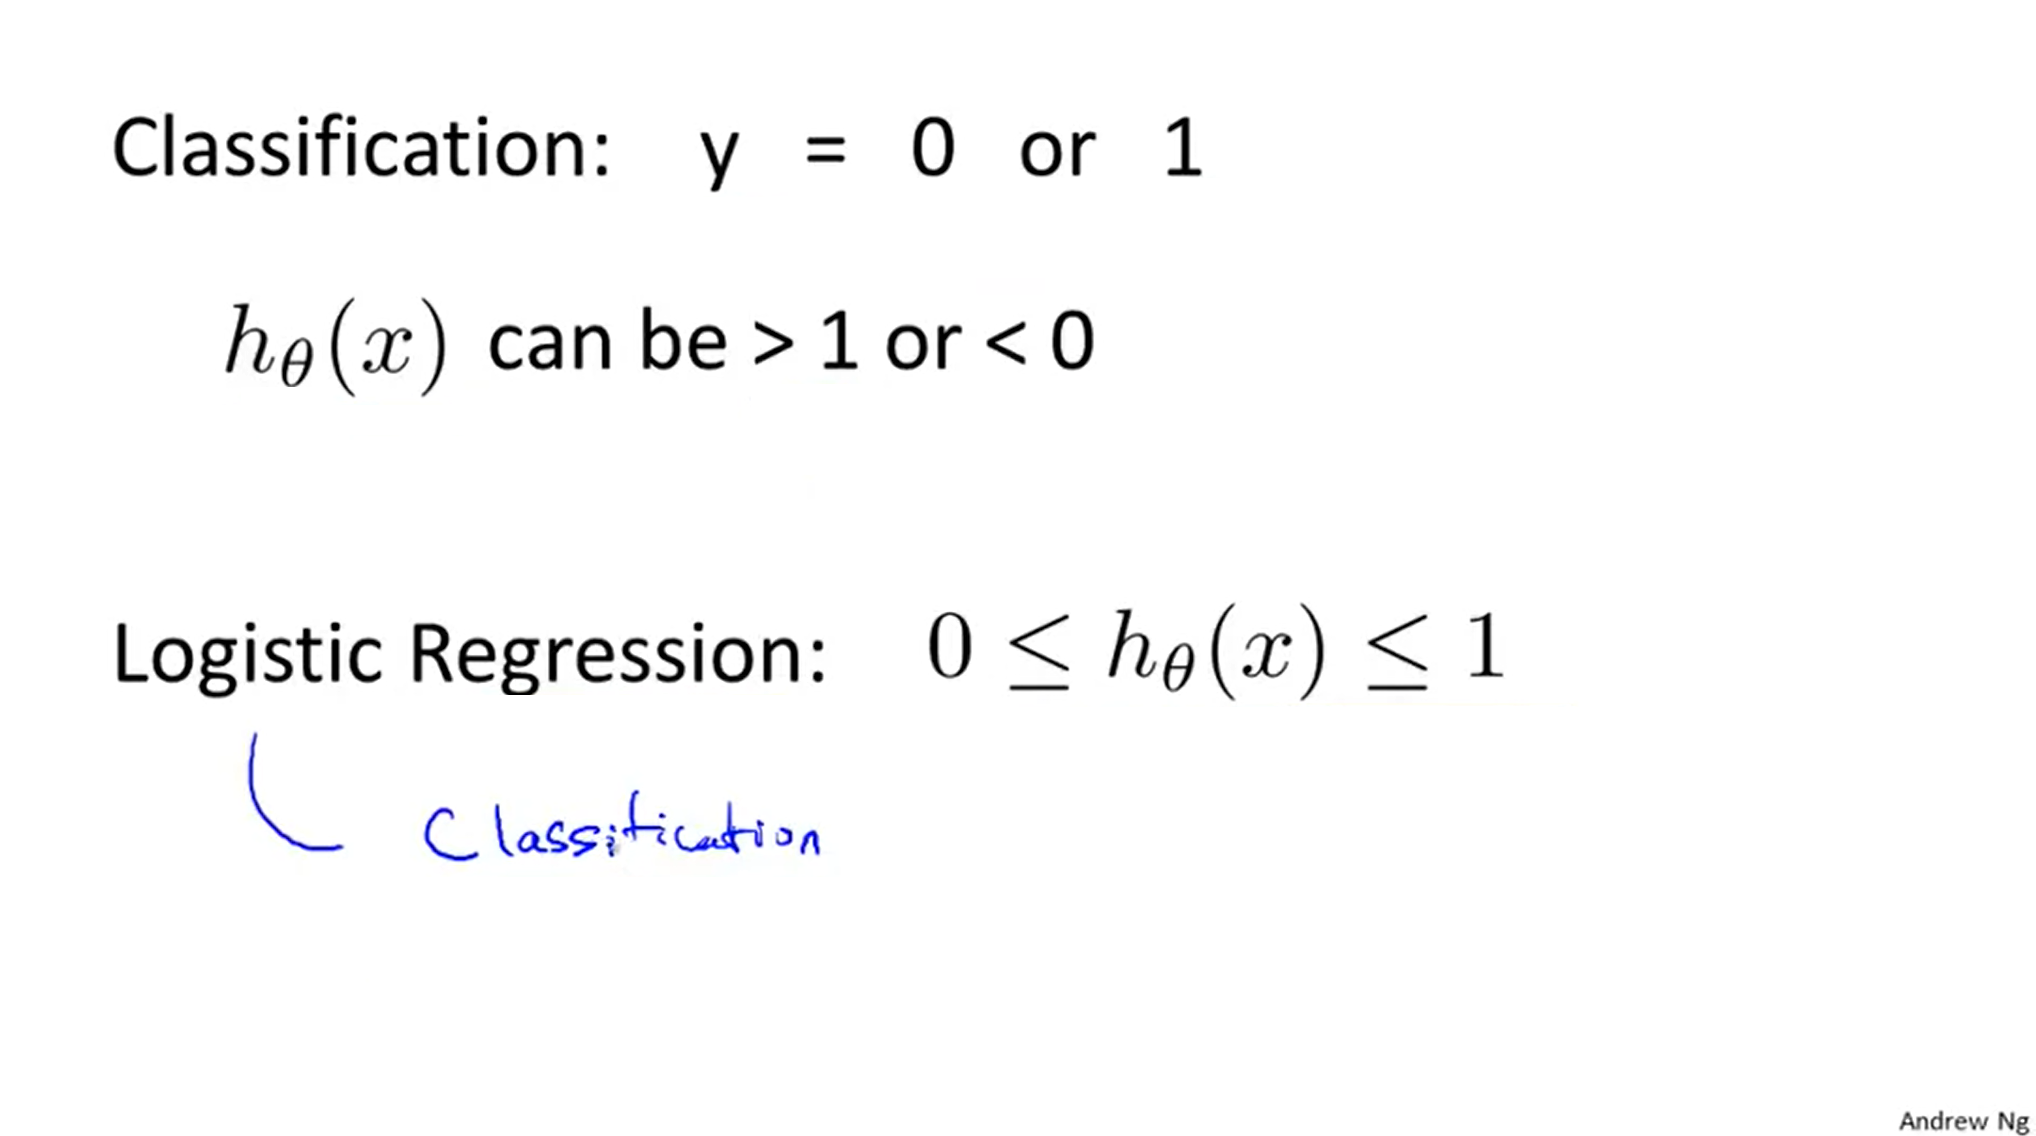 Classification: y = 0 or 1
hθ(x) can be > 1 or < 0
Logistic Regression: 0 ≤ hθ(x) ≤ 1
Classification
Andrew Ng